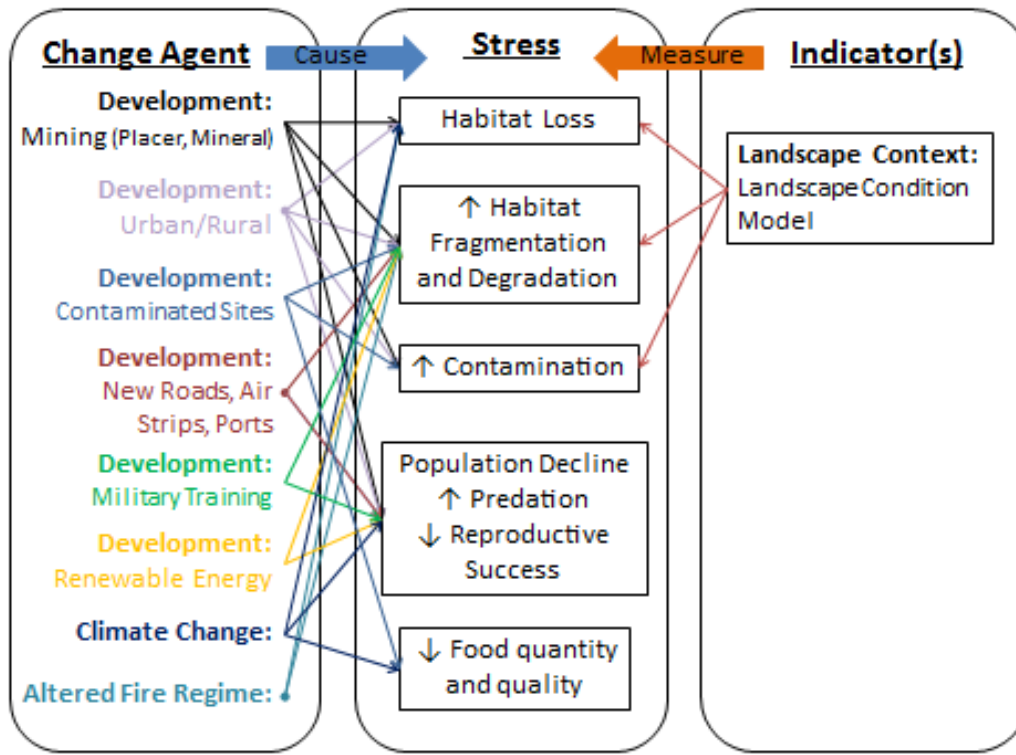 Change Agent
Cause
Stress
Measure
Indicator(s)
Development:
Mining (Placer, Mineral)
Development:
Urban/Rural
Development:
Contaminated Sites
Development:
New Roads, Air
Strips, Ports
Development:
Military Training
Development:
Renewable Energy
Climate Change:
Altered Fire Regime:
Habitat Loss
↑ Habitat
Fragmentation
and Degradation
↑ Contamination
Population Decline
↑ Predation
↓ Reproductive
Success
↓ Food quantity
and quality
Landscape Context:
Landscape Condition
Model